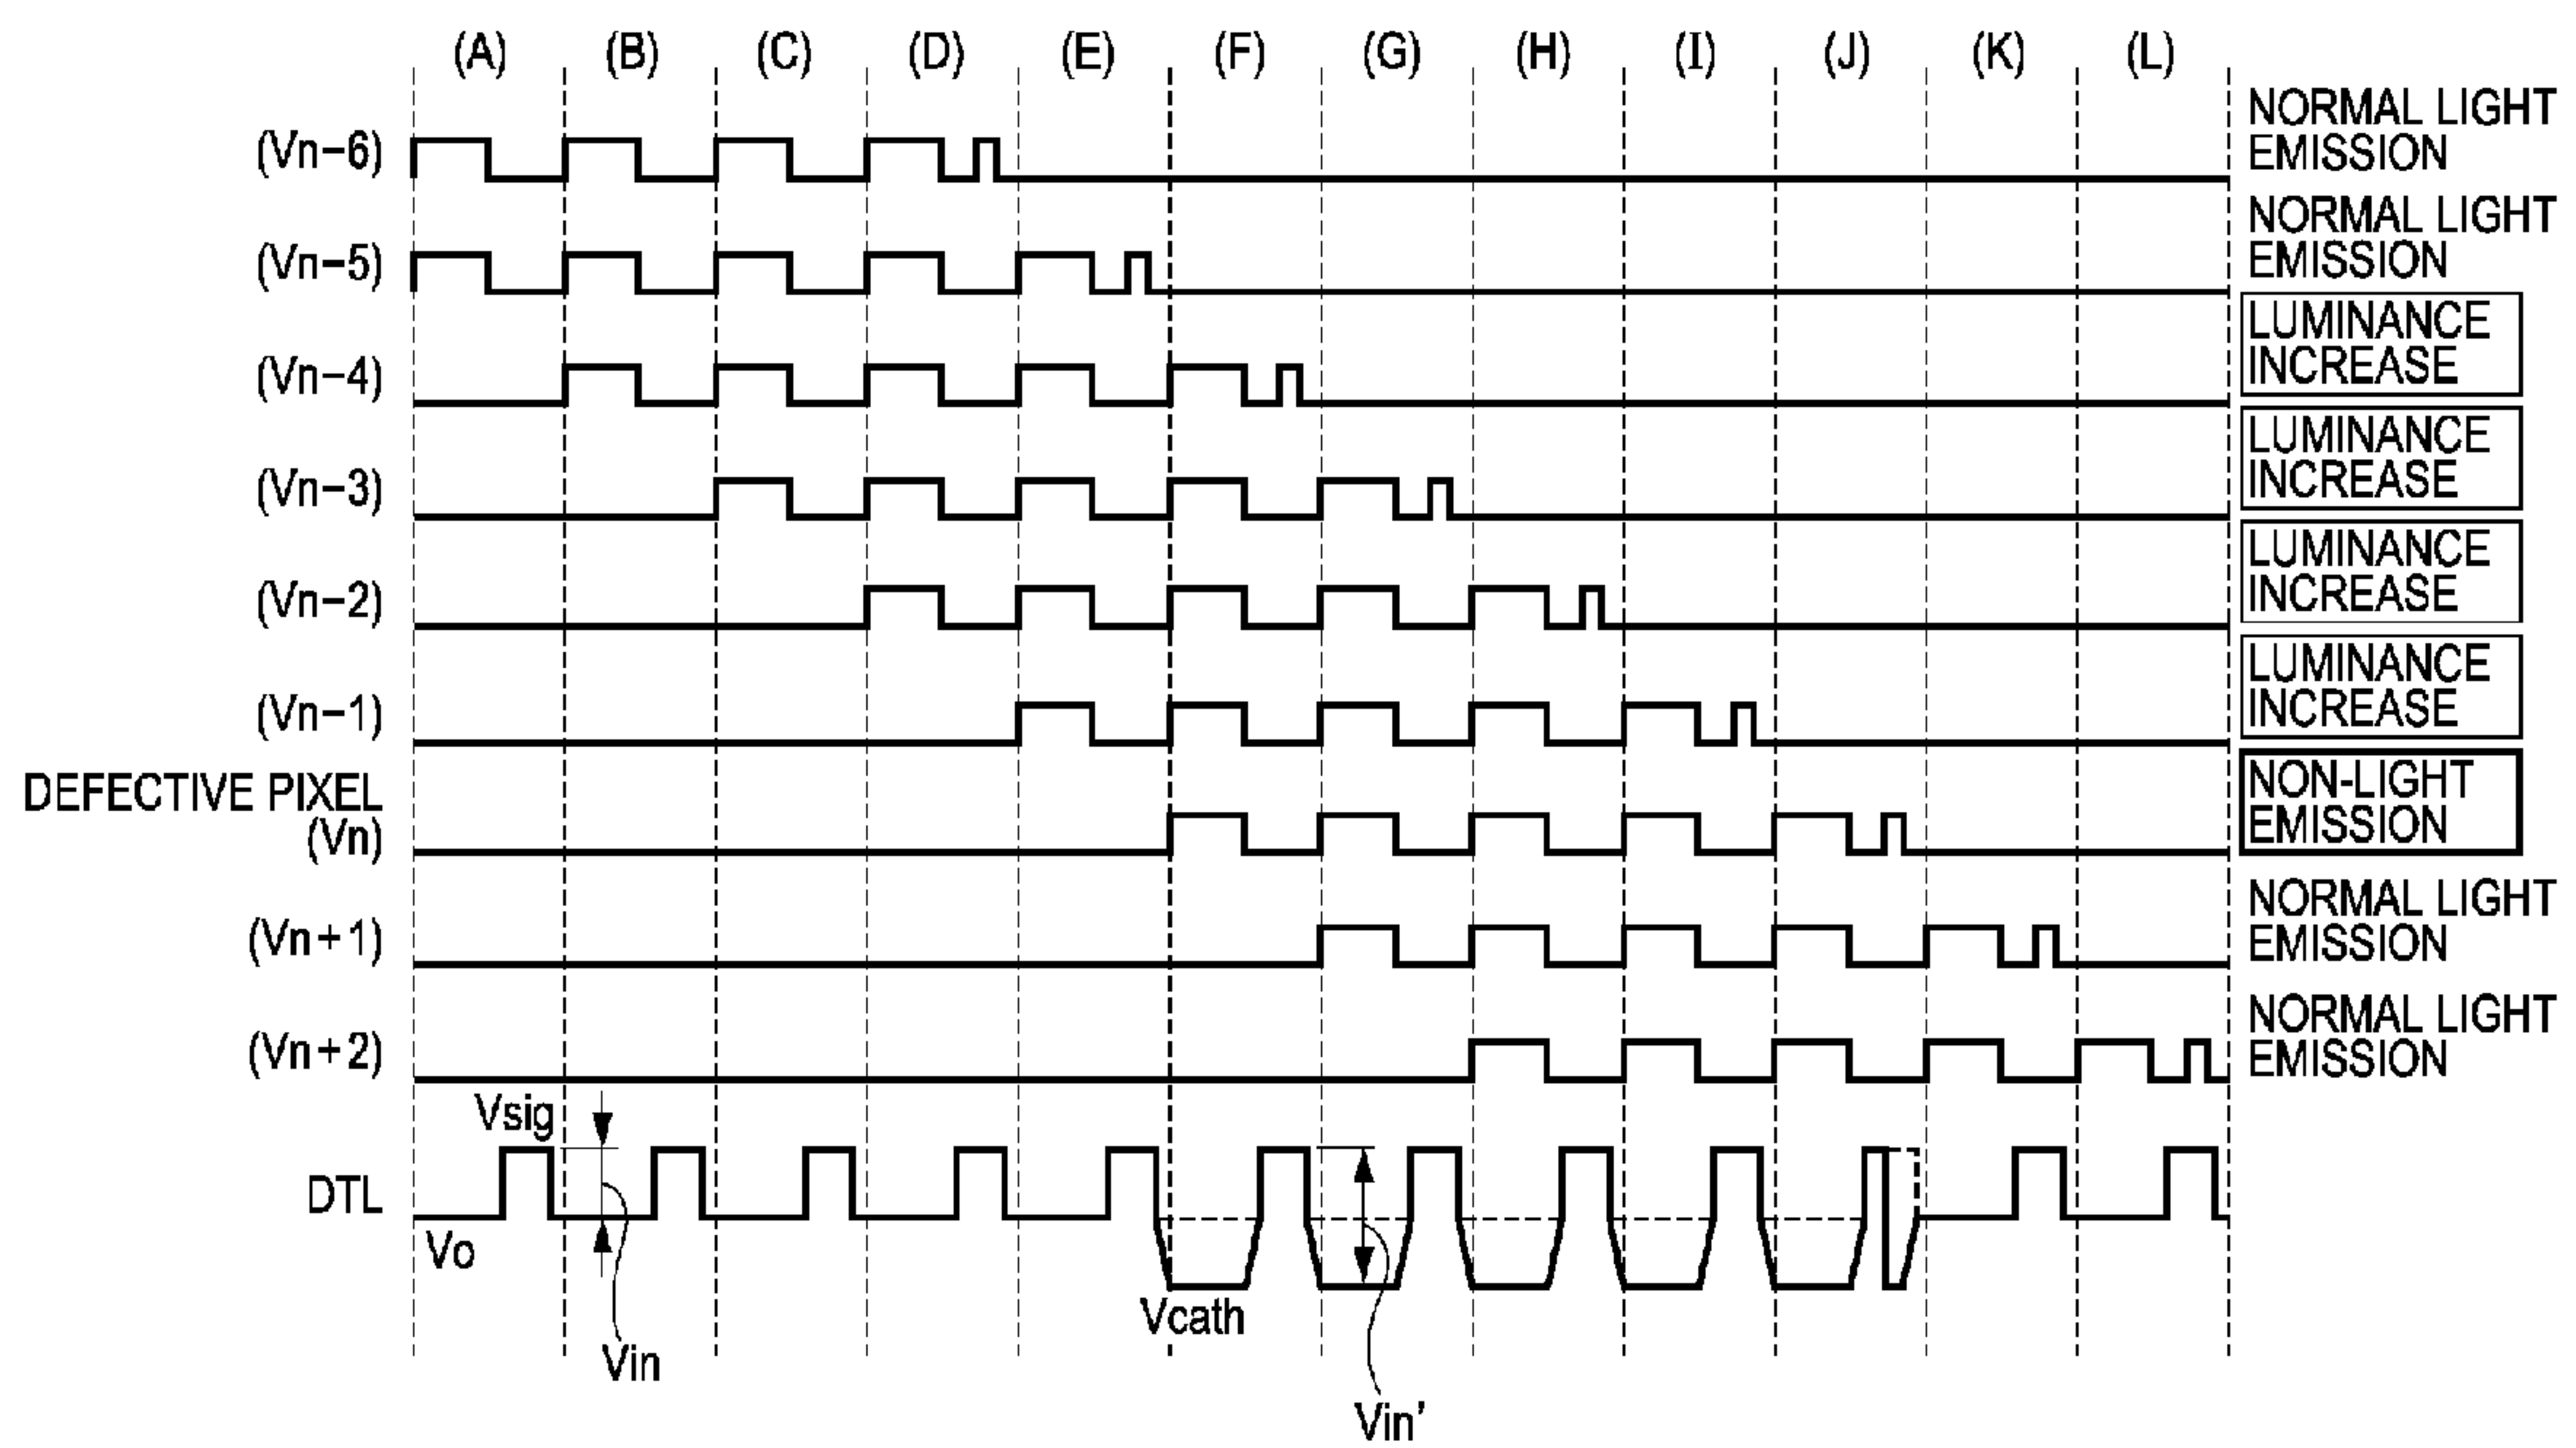 (A) (B) (C) (D) (E) (F) (G) (H) (I) (J) (K) (L)
(Vn−6) NORMAL LIGHT
EMISSION
(Vn−5) NORMAL LIGHT
EMISSION
(Vn−4) LUMINANCE
INCREASE
(Vn−3) LUMINANCE
INCREASE
(Vn−2) LUMINANCE
INCREASE
(Vn−1) LUMINANCE
INCREASE
DEFECTIVE PIXEL
(Vn)
NON-LIGHT
EMISSION
(Vn+1) NORMAL LIGHT
EMISSION
(Vn+2) NORMAL LIGHT
EMISSION
Vsig
DTL
Vo
Vcath
Vin
Vin'